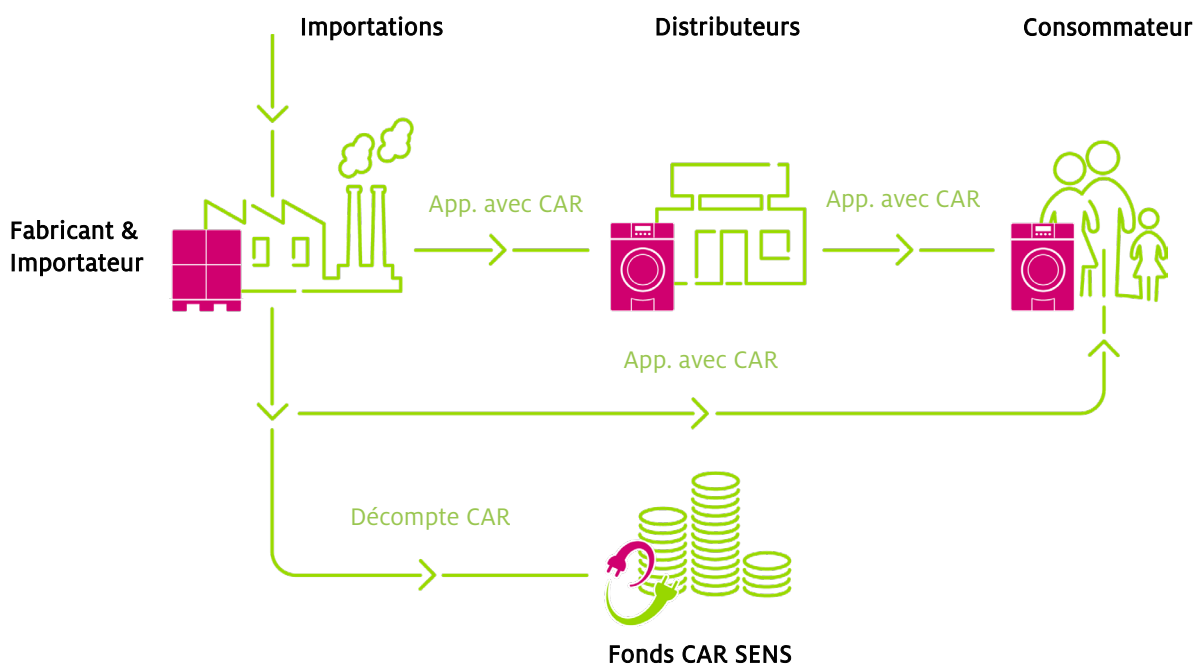 Importations
Distributeurs
Consommateur
App. avec CAR
App. avec CAR
Fabricant &
Importateur
App. avec CAR
Décompte CAR
Fonds CAR SENS